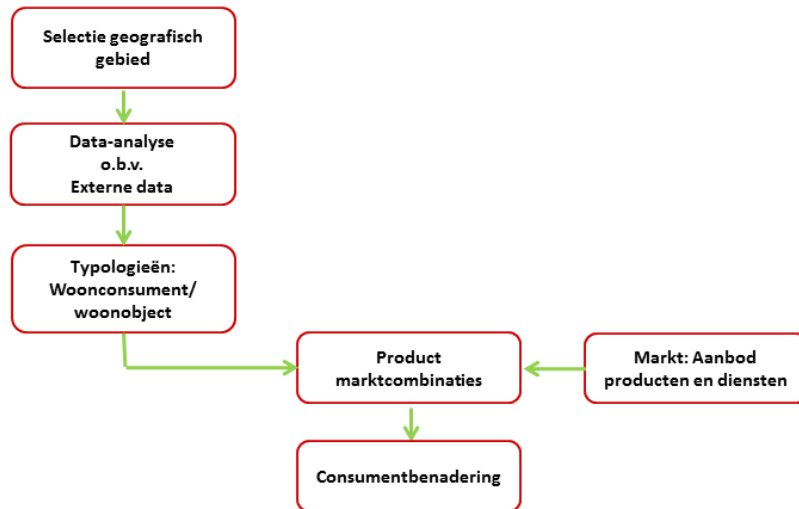 Selectie geografisch
gebied
Data-analyse
o.b.v.
Externe data
Typologieën:
Woonconsument/
woonobject
Product
marktcombinaties
Markt: Aanbod
producten en diensten
Consumentbenadering